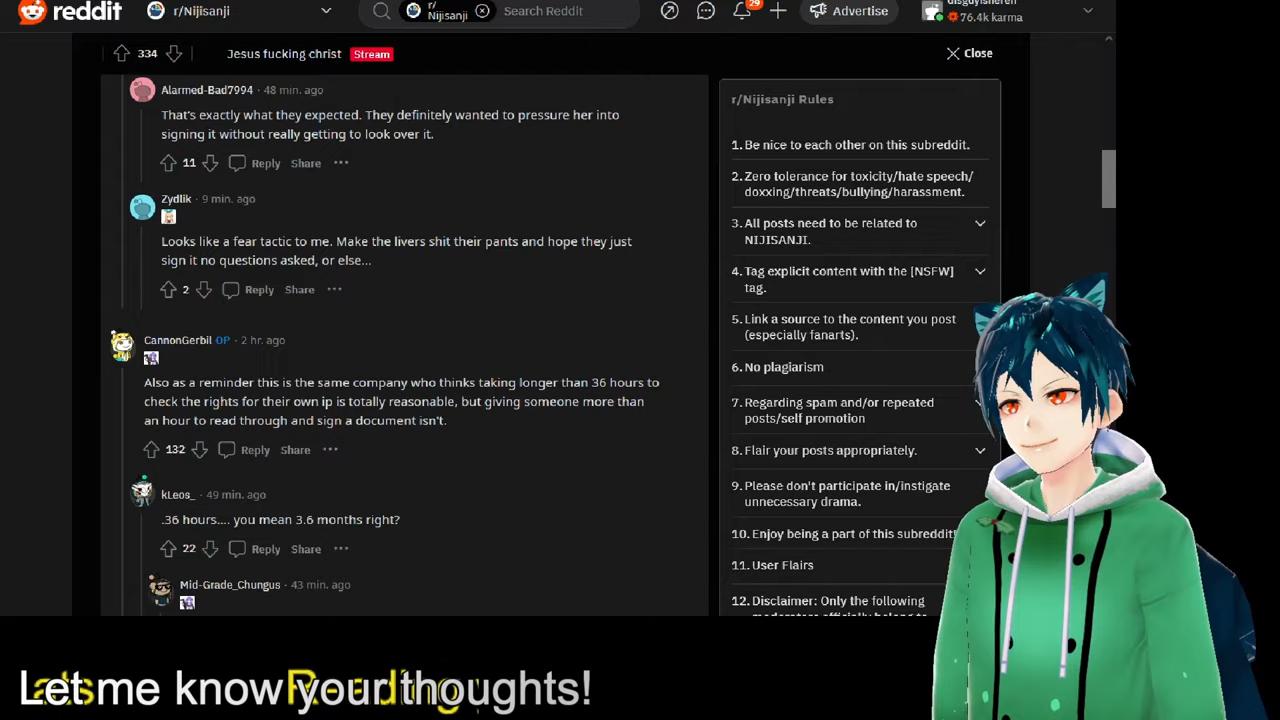 reddit
r/Nijisanji
r/
Nijisanji
Search Reddit
29
Advertise
76.4k karma
334
Jesus fucking christ
Stream
Close
Alarmed-Bad7994 · 48 min. ago
That's exactly what they expected. They definitely wanted to pressure her into
signing it without really getting to look over it.
11
Reply
Share
Zydlik · 9 min. ago
Looks like a fear tactic to me. Make the livers shit their pants and hope they just
sign it no questions asked, or else...
2
Reply
Share
CannonGerbil OP · 2 hr. ago
Also as a reminder this is the same company who thinks taking longer than 36 hours to
check the rights for their own ip is totally reasonable, but giving someone more than
an hour to read through and sign a document isn't.
132
Reply
Share
kLeos_ · 49 min. ago
.36 hours.... you mean 3.6 months right?
22
Reply
Share
Mid-Grade_Chungus · 43 min. ago
r/Nijisanji Rules
1. Be nice to each other on this subreddit.
2. Zero tolerance for toxicity/hate speech/
doxxing/threats/bullying/harassment.
3. All posts need to be related to
NIJISANJI.
4. Tag explicit content with the [NSFW]
tag.
5. Link a source to the content you post
(especially fanarts).
6. No plagiarism
7. Regarding spam and/or repeated
posts/self promotion
8. Flair your posts appropriately.
9. Please don't participate in/instigate
unnecessary drama.
10. Enjoy being a part of this subreddit!
11. User Flairs
12. Disclaimer: Only the following
Let me know your thoughts!